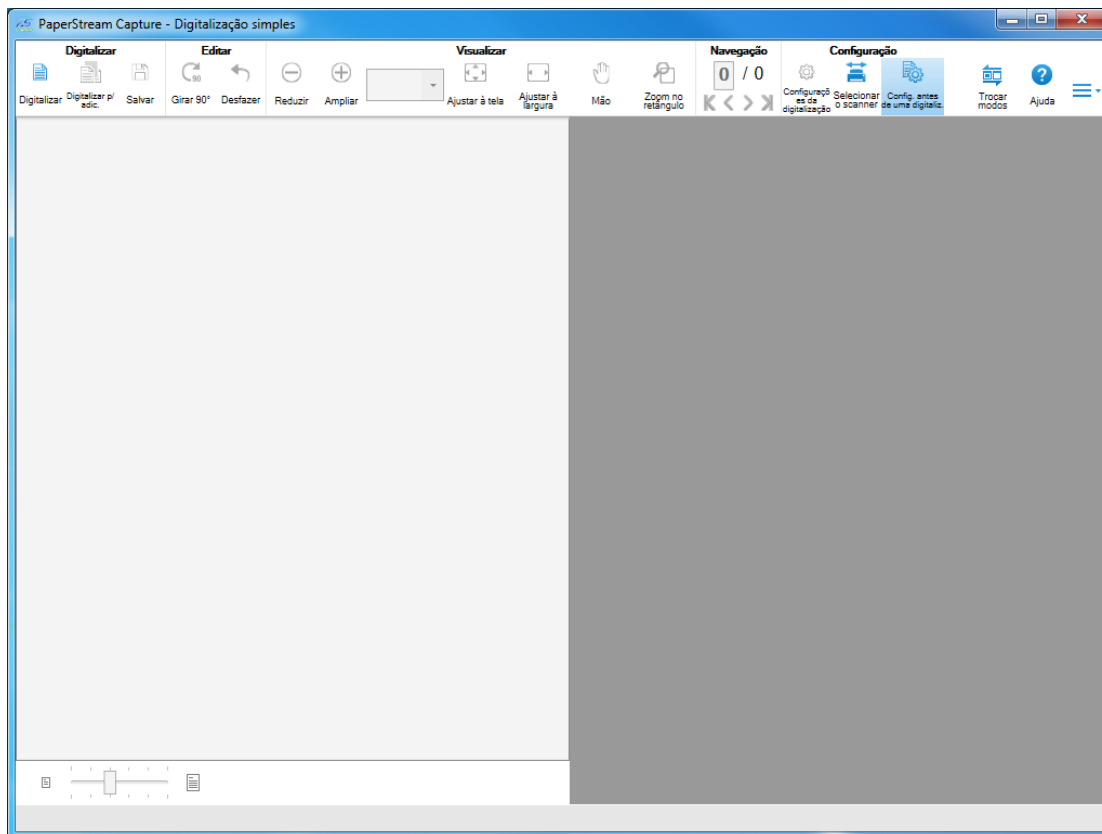 PaperStream Capture - Digitalização simples
Digitalizar
Editar
Visualizar
Navegação
Configuração
90
0 / 0
Digitalizar
Digitalizar p/
adic.
Salvar
Girar 90°
Desfazer
Reduzir
Ampliar
Ajustar à tela
Ajustar à
largura
Mão
Zoom no
retângulo
Configuraçõ
es da
digitalização
Selecionar
o scanner
Config. antes
de uma digitaliz.
Trocar
modos
Ajuda